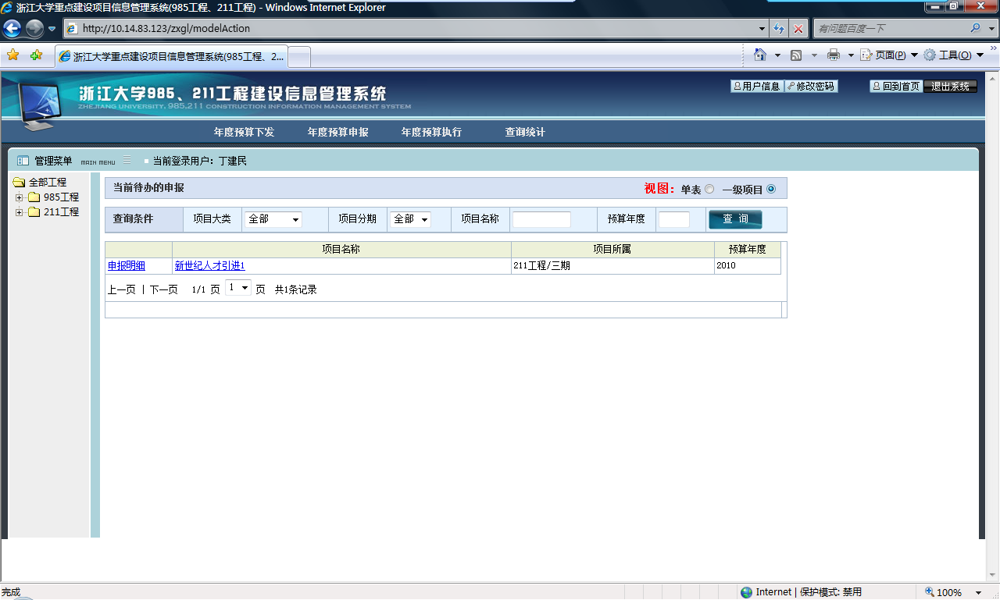 浙江大学重点建设项目信息管理系统(985工程、211工程) - Windows Internet Explorer
http://10.14.83.123/zxgl/modelAction
有问题百度一下
浙江大学重点建设项目信息管理系统(985工程、2...
页面(P)
工具(O)
浙江大学985、211工程建设信息管理系统
ZHEJIANG UNIVERSITY, 985,211 CONSTRUCTION INFORMATION MANAGEMENT SYSTEM
用户信息 修改密码 回到首页 退出系统
年度预算下发 年度预算申报 年度预算执行 查询统计
管理菜单 MAIN MENU 当前登录用户：丁建民
全部工程
985工程
211工程
当前待办的申报 视图： 单表 一级项目
查询条件 项目大类 全部 项目分期 全部 项目名称 预算年度 查 询
项目名称 项目所属 预算年度
申报明细 新世纪人才引进1 211工程/三期 2010
上一页 | 下一页 1/1 页 1 页 共1条记录
完成 Internet | 保护模式: 禁用 100%